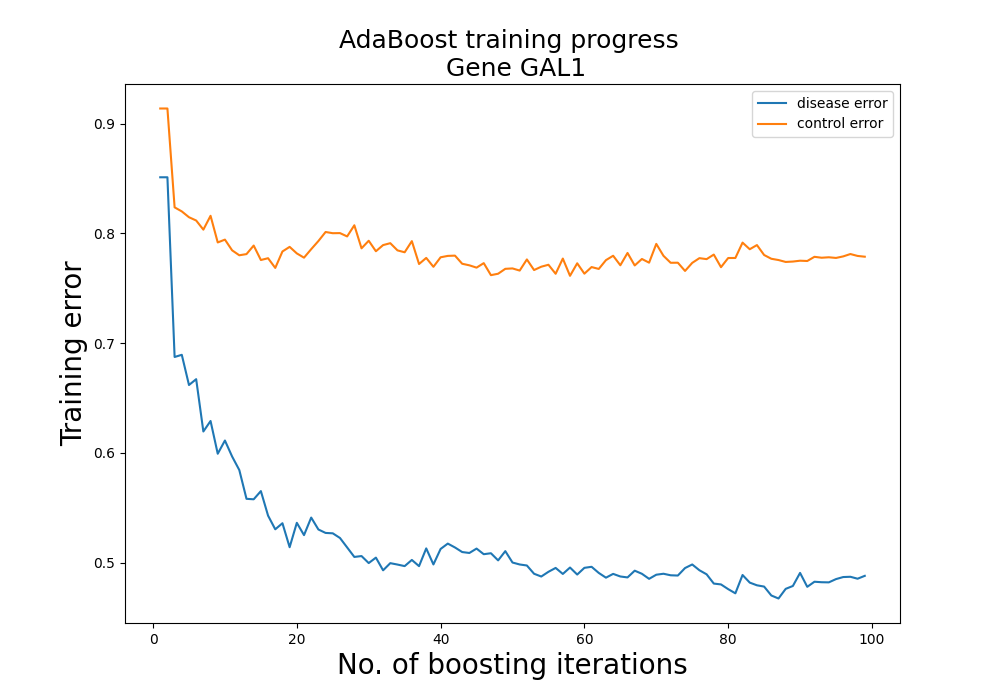 AdaBoost training progress
Gene GAL1
disease error
control error
Training error
0.9
0.8
0.7
0.6
0.5
0
20
40
60
80
100
No. of boosting iterations